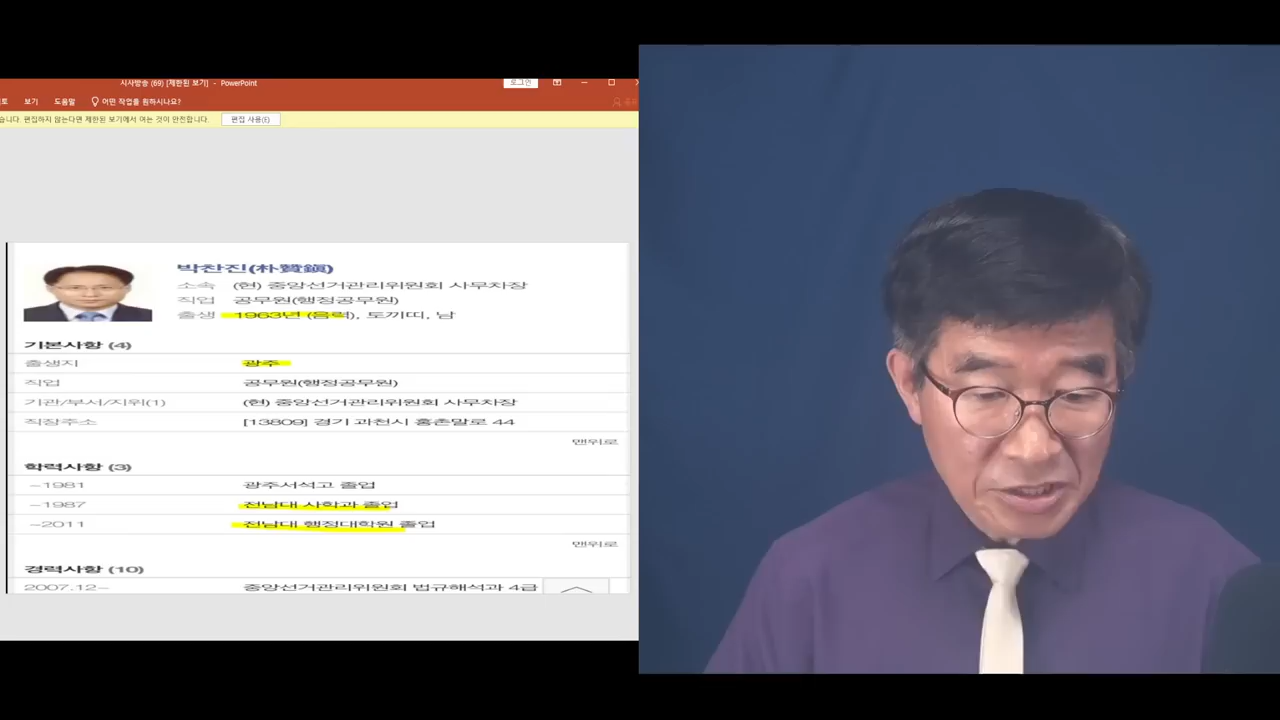 시사방송 (69) [제한된 보기] - PowerPoint
로그인
토 보기 도움말 어떤 작업을 원하시나요?
습니다. 편집하지 않는다면 제한된 보기에서 여는 것이 안전합니다. 편집 사용(E)
박찬진(朴贊鎭)
소속 (현) 중앙선거관리위원회 사무차장
직업 공무원(행정공무원)
출생 1963년 (음력), 토끼띠, 남
기본사항 (4)
출생지 광주
직업 공무원(행정공무원)
기관/부서/지위(1) (현) 중앙선거관리위원회 사무차장
직장주소 [13809] 경기 과천시 홍촌말로 44
맨위로
학력사항 (3)
~1981 광주서석고 졸업
~1987 전남대 사학과 졸업
~2011 전남대 행정대학원 졸업
맨위로
경력사항 (10)
2007.12~ 중앙선거관리위원회 법규해석과 4급